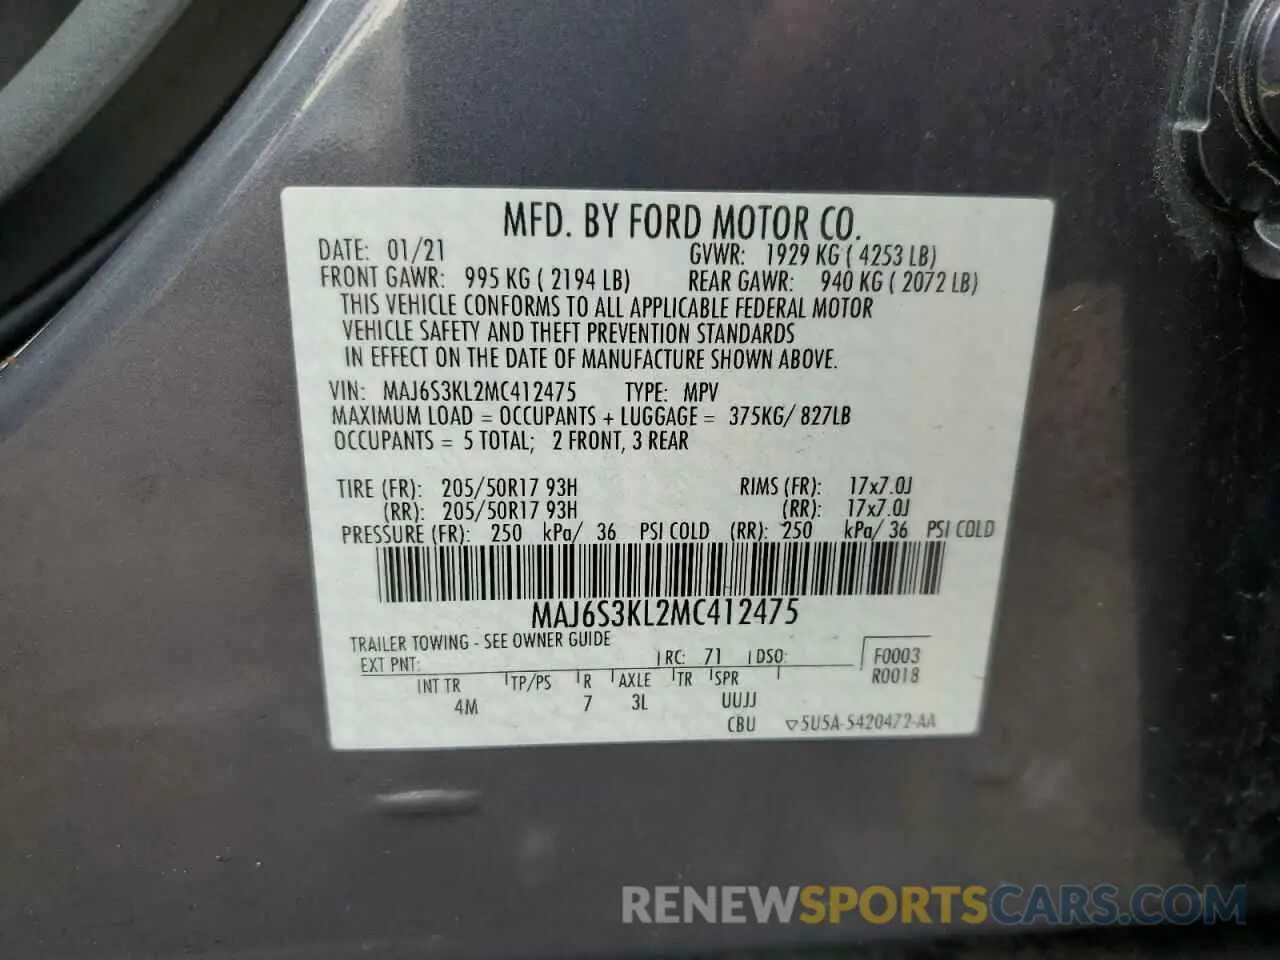 MFD. BY FORD MOTOR CO.
DATE: 01/21 GVWR: 1929 KG ( 4253 LB)
FRONT GAWR: 995 KG ( 2194 LB) REAR GAWR: 940 KG ( 2072 LB)
THIS VEHICLE CONFORMS TO ALL APPLICABLE FEDERAL MOTOR
VEHICLE SAFETY AND THEFT PREVENTION STANDARDS
IN EFFECT ON THE DATE OF MANUFACTURE SHOWN ABOVE.
VIN: MAJ6S3KL2MC412475 TYPE: MPV
MAXIMUM LOAD = OCCUPANTS + LUGGAGE = 375KG/ 827LB
OCCUPANTS = 5 TOTAL; 2 FRONT, 3 REAR
TIRE (FR): 205/50R17 93H RIMS (FR): 17x7.0J
(RR): 205/50R17 93H (RR): 17x7.0J
PRESSURE (FR): 250 kPa/ 36 PSI COLD (RR): 250 kPa/ 36 PSI COLD
MAJ6S3KL2MC412475
TRAILER TOWING - SEE OWNER GUIDE
EXT PNT: RC: 71 DSO: F0003
R0018
INT TR TP/PS R AXLE TR SPR
4M 7 3L UUJJ
CBU ▽5U5A-5420472-AA
RENEWSPORTSCARS.COM